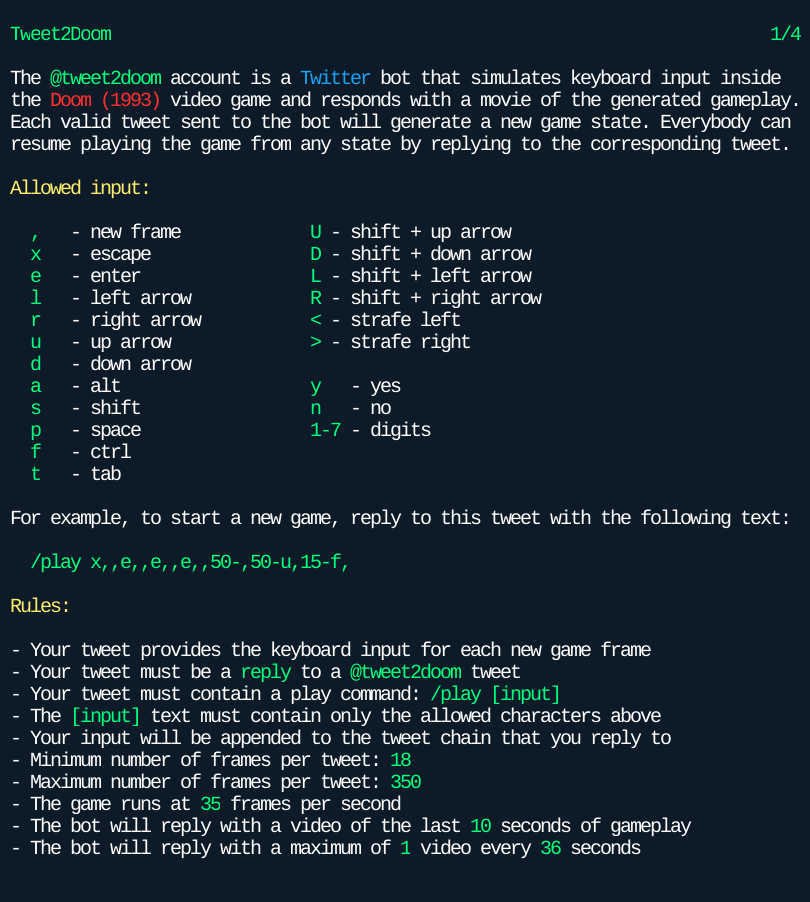 Tweet2Doom 1/4
The @tweet2doom account is a Twitter bot that simulates keyboard input inside
the Doom (1993) video game and responds with a movie of the generated gameplay.
Each valid tweet sent to the bot will generate a new game state. Everybody can
resume playing the game from any state by replying to the corresponding tweet.
Allowed input:
, - new frame U - shift + up arrow
x - escape D - shift + down arrow
e - enter L - shift + left arrow
l - left arrow R - shift + right arrow
r - right arrow < - strafe left
u - up arrow > - strafe right
d - down arrow
a - alt y - yes
s - shift n - no
p - space 1-7 - digits
f - ctrl
t - tab
For example, to start a new game, reply to this tweet with the following text:
/play x,,e,,e,,e,,50-,50-u,15-f,
Rules:
- Your tweet provides the keyboard input for each new game frame
- Your tweet must be a reply to a @tweet2doom tweet
- Your tweet must contain a play command: /play [input]
- The [input] text must contain only the allowed characters above
- Your input will be appended to the tweet chain that you reply to
- Minimum number of frames per tweet: 18
- Maximum number of frames per tweet: 350
- The game runs at 35 frames per second
- The bot will reply with a video of the last 10 seconds of gameplay
- The bot will reply with a maximum of 1 video every 36 seconds